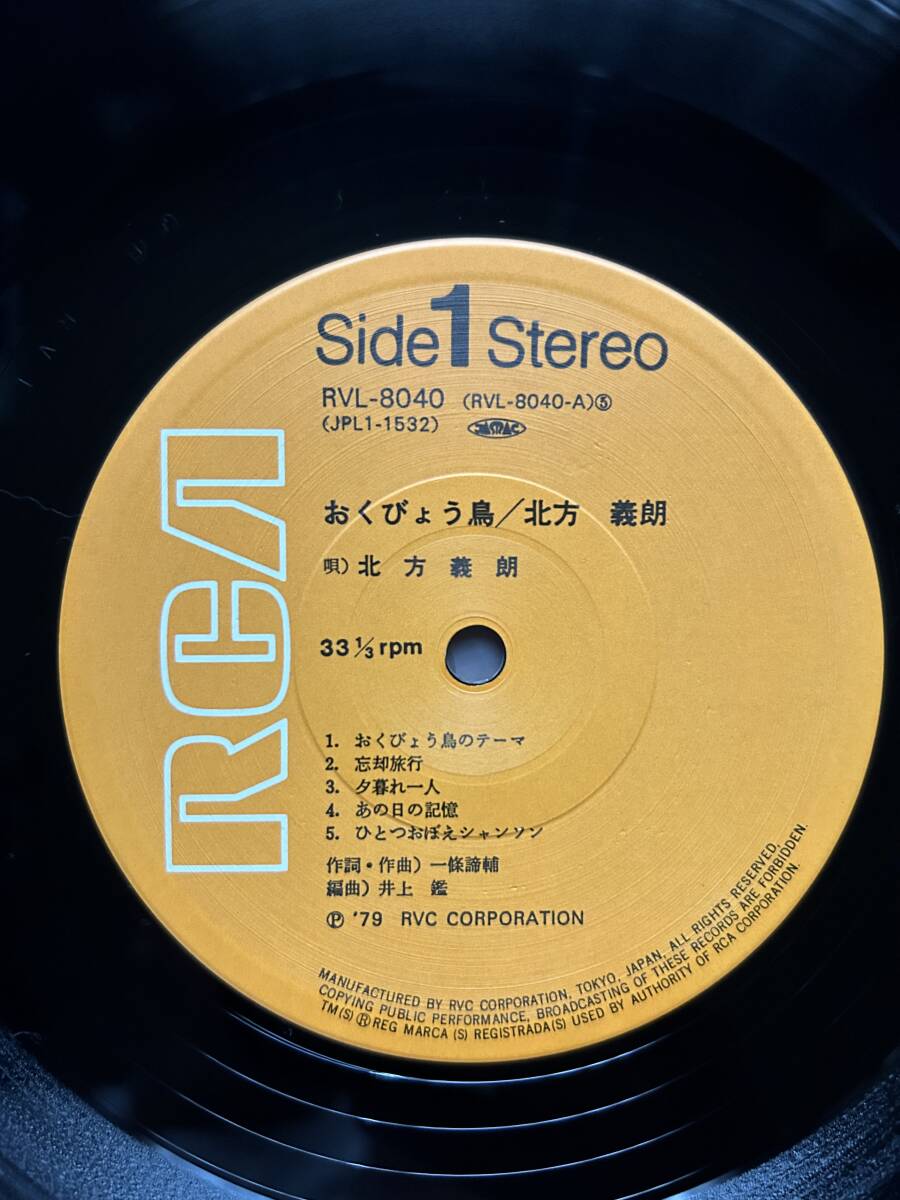 Side 1 Stereo
RVL-8040 (RVL-8040-A)⑤
(JPL1-1532) JASRAC
RCA
おくびょう鳥/北方 義朗
唄) 北方義朗
33 1/3 rpm
1. おくびょう鳥のテーマ
2. 忘却旅行
3. 夕暮れ一人
4. あの日の記憶
5. ひとつおぼえシャンソン
作詞・作曲) 一條諦輔
編曲) 井上 鑑
Ⓟ '79 RVC CORPORATION
MANUFACTURED BY RVC CORPORATION, TOKYO, JAPAN. ALL RIGHTS RESERVED.
COPYING PUBLIC PERFORMANCE, BROADCASTING OF THESE RECORDS ARE FORBIDDEN.
TM(S) Ⓡ REG MARCA (S) REGISTRADA(S) USED BY AUTHORITY OF RCA CORPORATION.